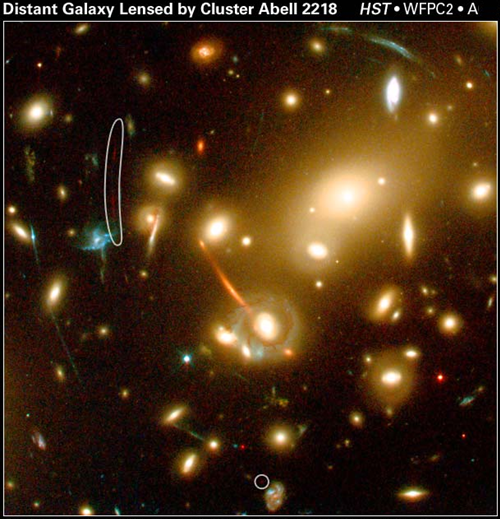 Distant Galaxy Lensed by Cluster Abell 2218 HST • WFPC2 • A